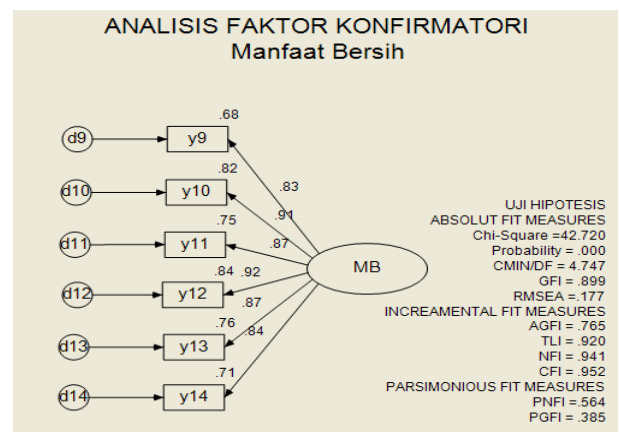 ANALISIS FAKTOR KONFIRMATORI
Manfaat Bersih
.68
d9
y9
.83
.82
d10
y10
.91
.75
d11
y11
.87
MB
.84
.92
d12
y12
.87
.76
d13
y13
.84
.71
d14
y14
UJI HIPOTESIS
ABSOLUT FIT MEASURES
Chi-Square =42.720
Probability = .000
CMIN/DF = 4.747
GFI = .899
RMSEA =.177
INCREAMENTAL FIT MEASURES
AGFI = .765
TLI = .920
NFI = .941
CFI = .952
PARSIMONIOUS FIT MEASURES
PNFI =.564
PGFI = .385